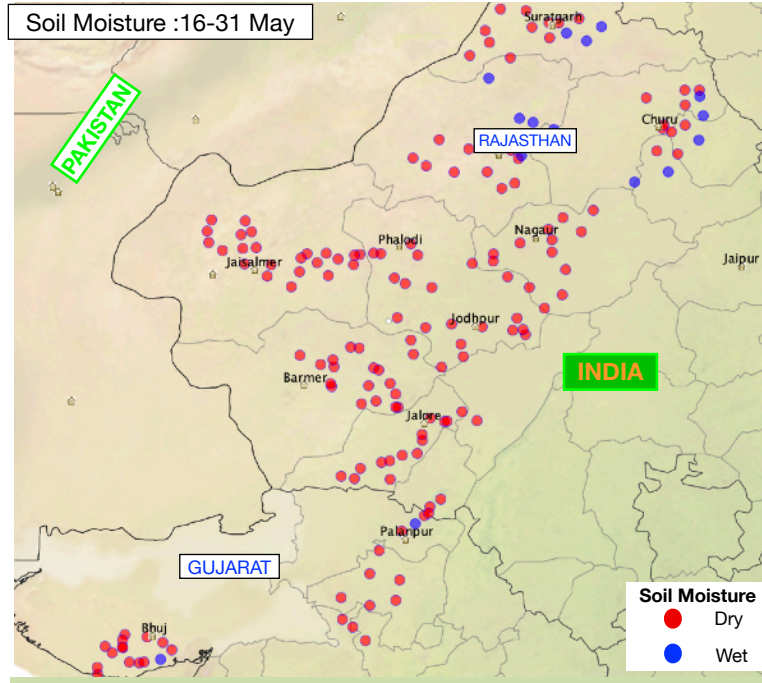 Soil Moisture :16-31 May
Suratgarh
PAKISTAN
Churu
RAJASTHAN
Nagaur
Phalodi
Jaipur
Jaisalmer
Jodhpur
INDIA
Barmer
Jalore
Palanpur
GUJARAT
Soil Moisture
Dry
Bhuj
Wet